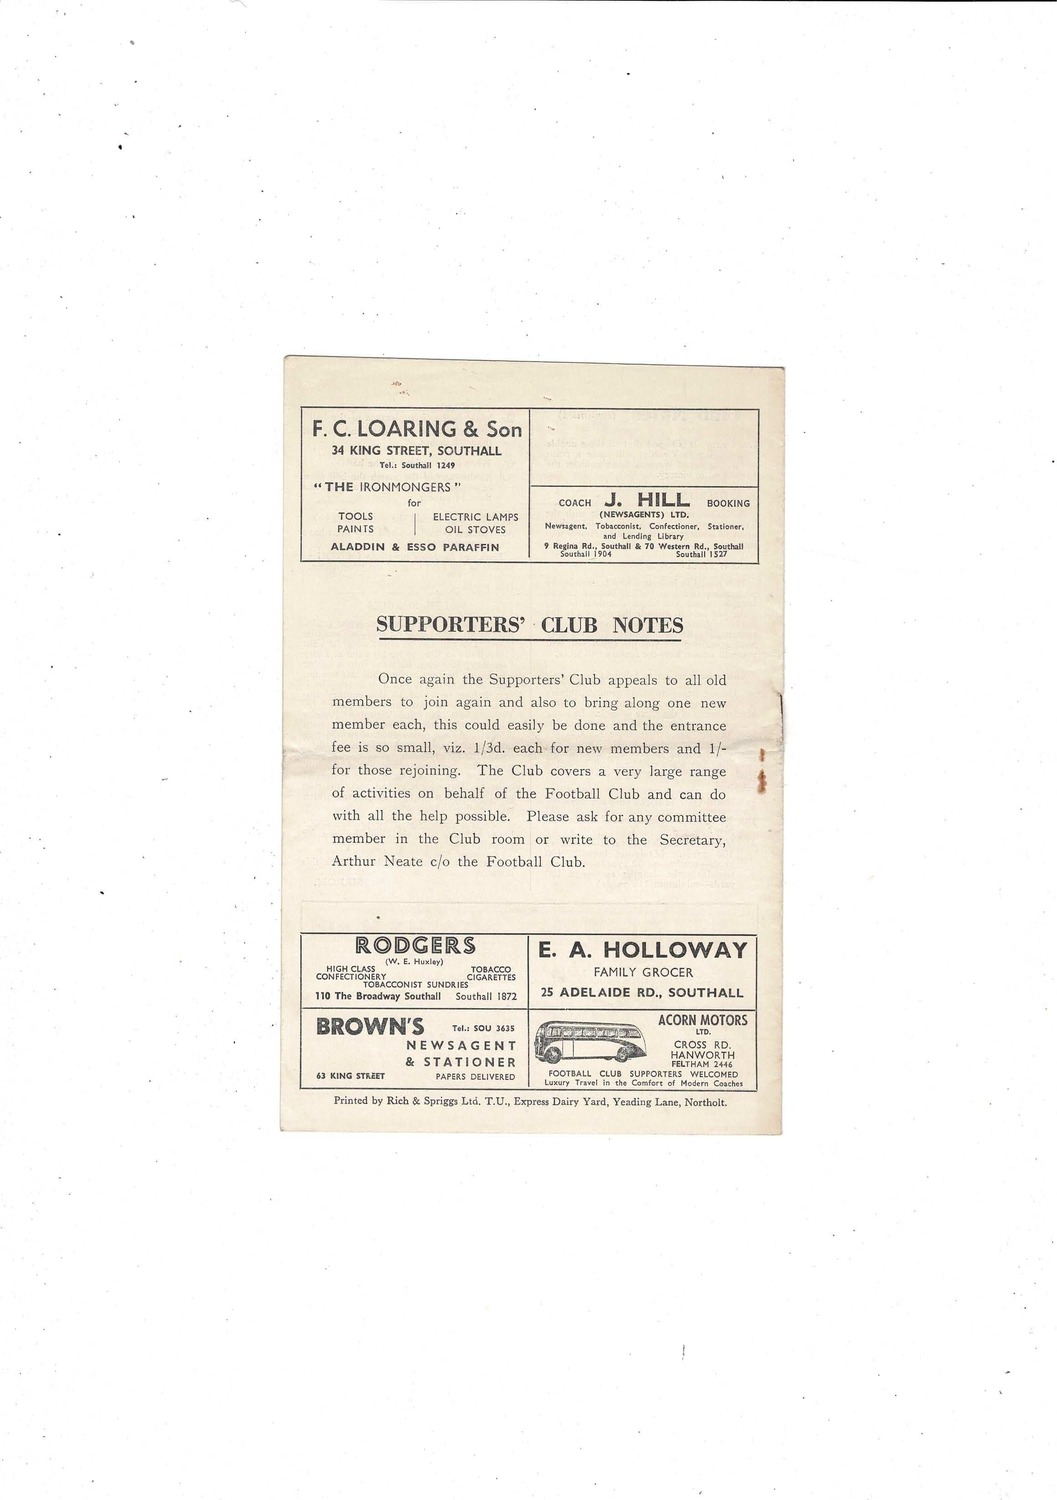 F. C. LOARING & Son
34 KING STREET, SOUTHALL
Tel.: Southall 1249
"THE IRONMONGERS"
for
TOOLS
PAINTS
ELECTRIC LAMPS
OIL STOVES
ALADDIN & ESSO PARAFFIN
COACH J. HILL BOOKING
(NEWSAGENTS) LTD.
Newsagent, Tobacconist, Confectioner, Stationer,
and Lending Library
9 Regina Rd., Southall & 70 Western Rd., Southall
Southall 1904 Southall 1527
SUPPORTERS' CLUB NOTES
Once again the Supporters' Club appeals to all old
members to join again and also to bring along one new
member each, this could easily be done and the entrance
fee is so small, viz. 1/3d. each for new members and 1/-
for those rejoining. The Club covers a very large range
of activities on behalf of the Football Club and can do
with all the help possible. Please ask for any committee
member in the Club room or write to the Secretary,
Arthur Neate c/o the Football Club.
RODGERS
(W. E. Huxley)
HIGH CLASS TOBACCO
CONFECTIONERY CIGARETTES
TOBACCONIST SUNDRIES
110 The Broadway Southall Southall 1872
E. A. HOLLOWAY
FAMILY GROCER
25 ADELAIDE RD., SOUTHALL
BROWN'S Tel.: SOU 3635
NEWSAGENT
& STATIONER
63 KING STREET PAPERS DELIVERED
ACORN MOTORS
LTD.
CROSS RD.
HANWORTH
FELTHAM 2446
FOOTBALL CLUB SUPPORTERS WELCOMED
Luxury Travel in the Comfort of Modern Coaches
Printed by Rich & Spriggs Ltd. T.U., Express Dairy Yard, Yeading Lane, Northolt.